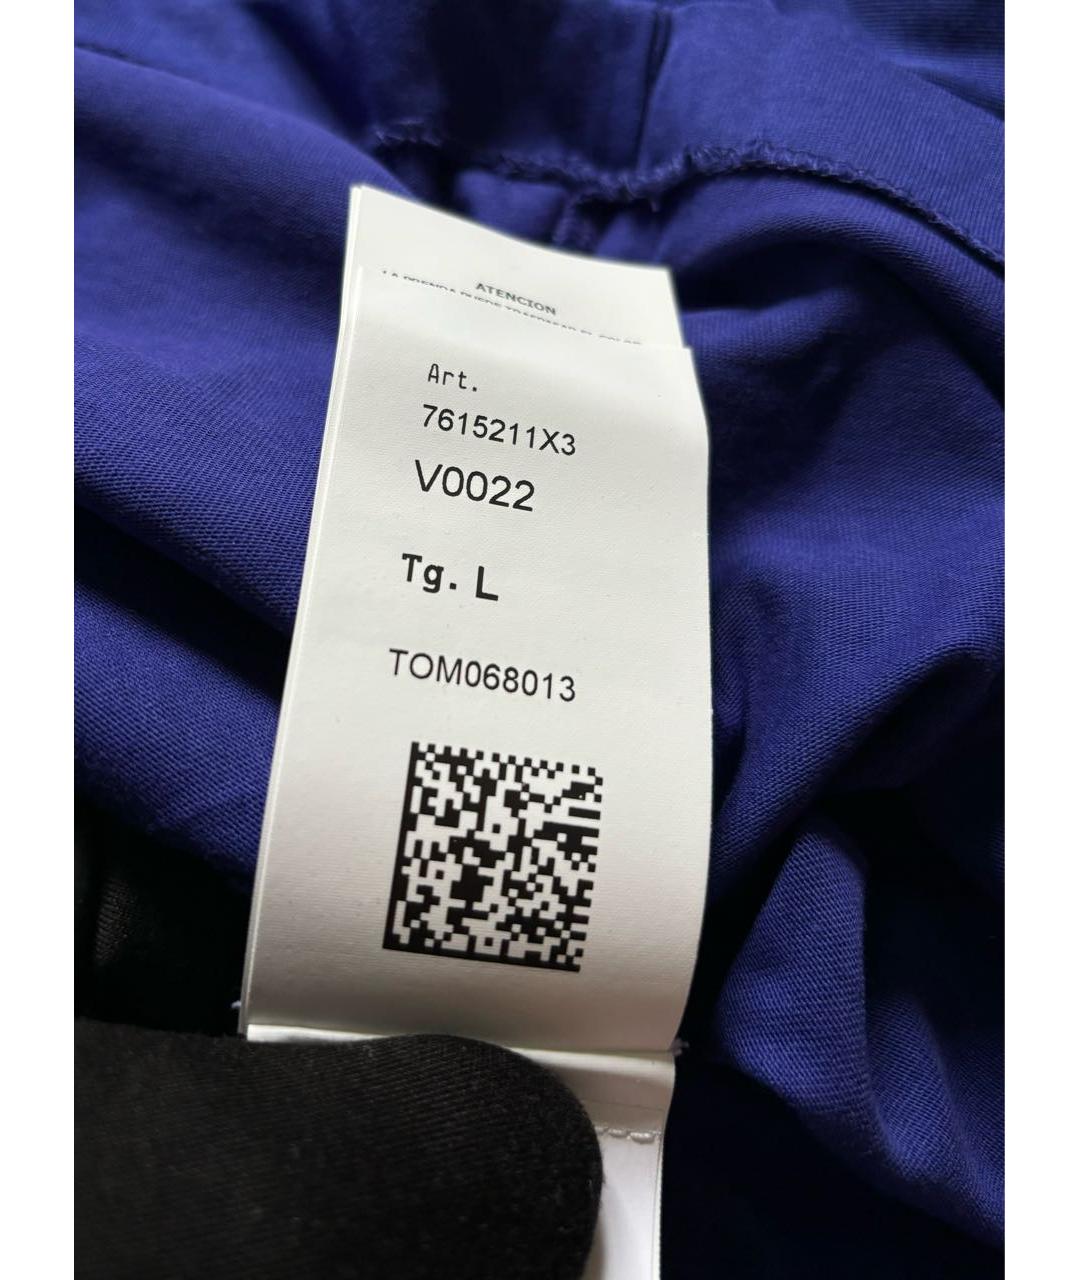 ATENCION
Art.
7615211X3
V0022
Tg. L
TOM068013